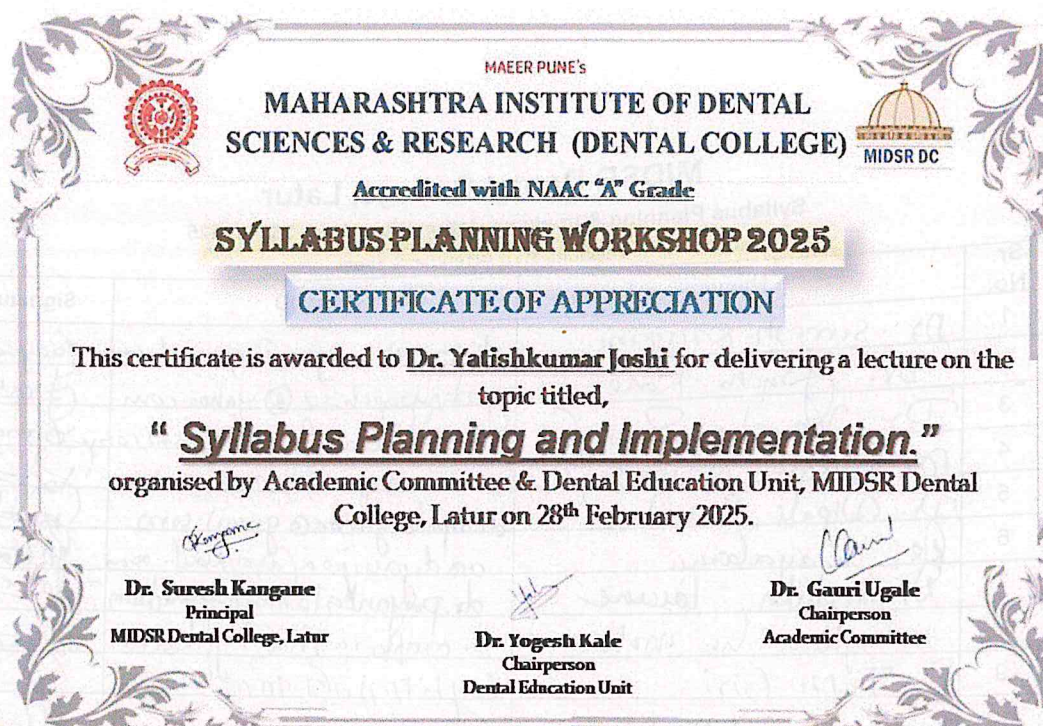 MAEER PUNE's
MAHARASHTRA INSTITUTE OF DENTAL
SCIENCES & RESEARCH (DENTAL COLLEGE)
MIDSR DC
Accredited with NAAC "A" Grade
SYLLABUS PLANNING WORKSHOP 2025
CERTIFICATE OF APPRECIATION
This certificate is awarded to Dr. Yatishkumar Joshi for delivering a lecture on the
topic titled,
“ Syllabus Planning and Implementation.”
organised by Academic Committee & Dental Education Unit, MIDSR Dental
College, Latur on 28th February 2025.
Dr. Suresh Kangane
Principal
MIDSR Dental College, Latur
Dr. Yogesh Kale
Chairperson
Dental Education Unit
Dr. Gauri Ugale
Chairperson
Academic Committee